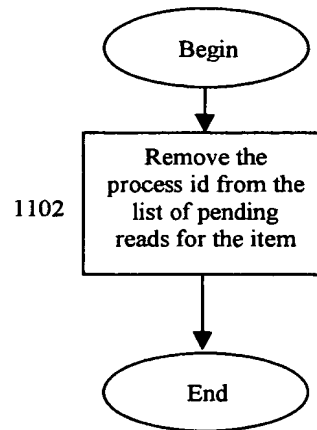 Begin
Remove the
process id from the
1102
list of pending
reads for the item
End